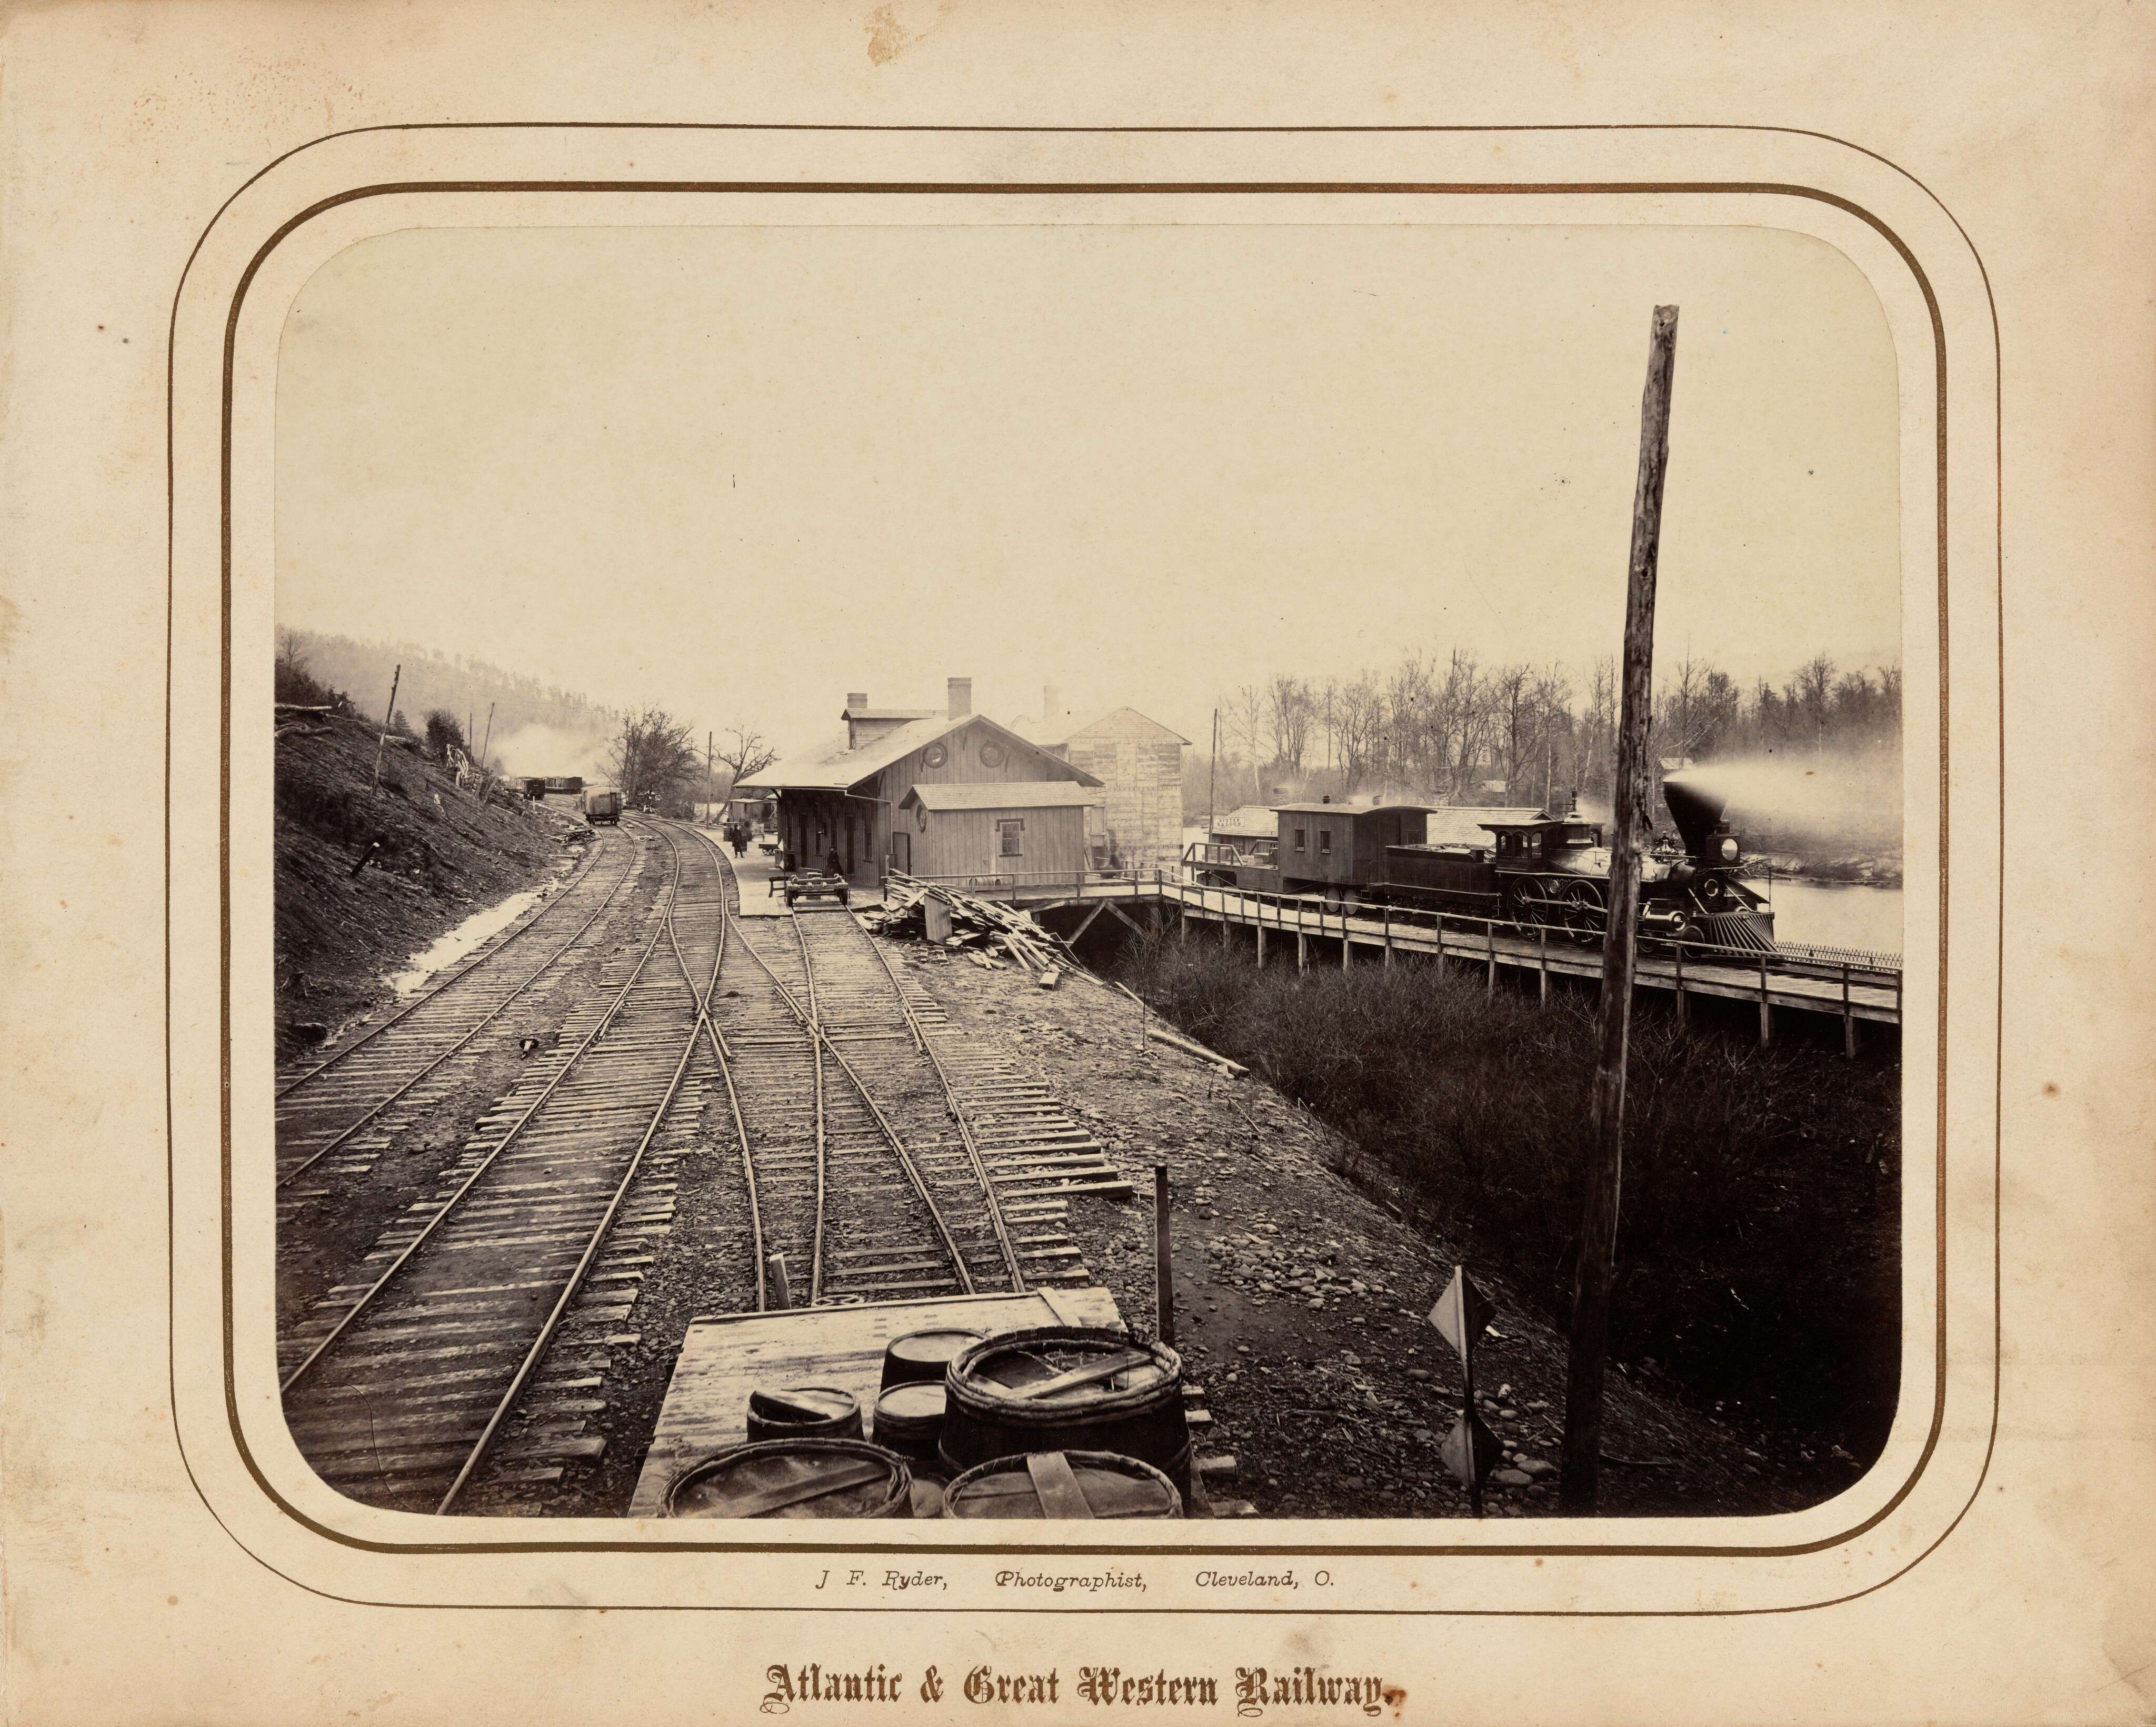 J. F. Ryder, Photographist, Cleveland, O.
Atlantic & Great Western Railway.